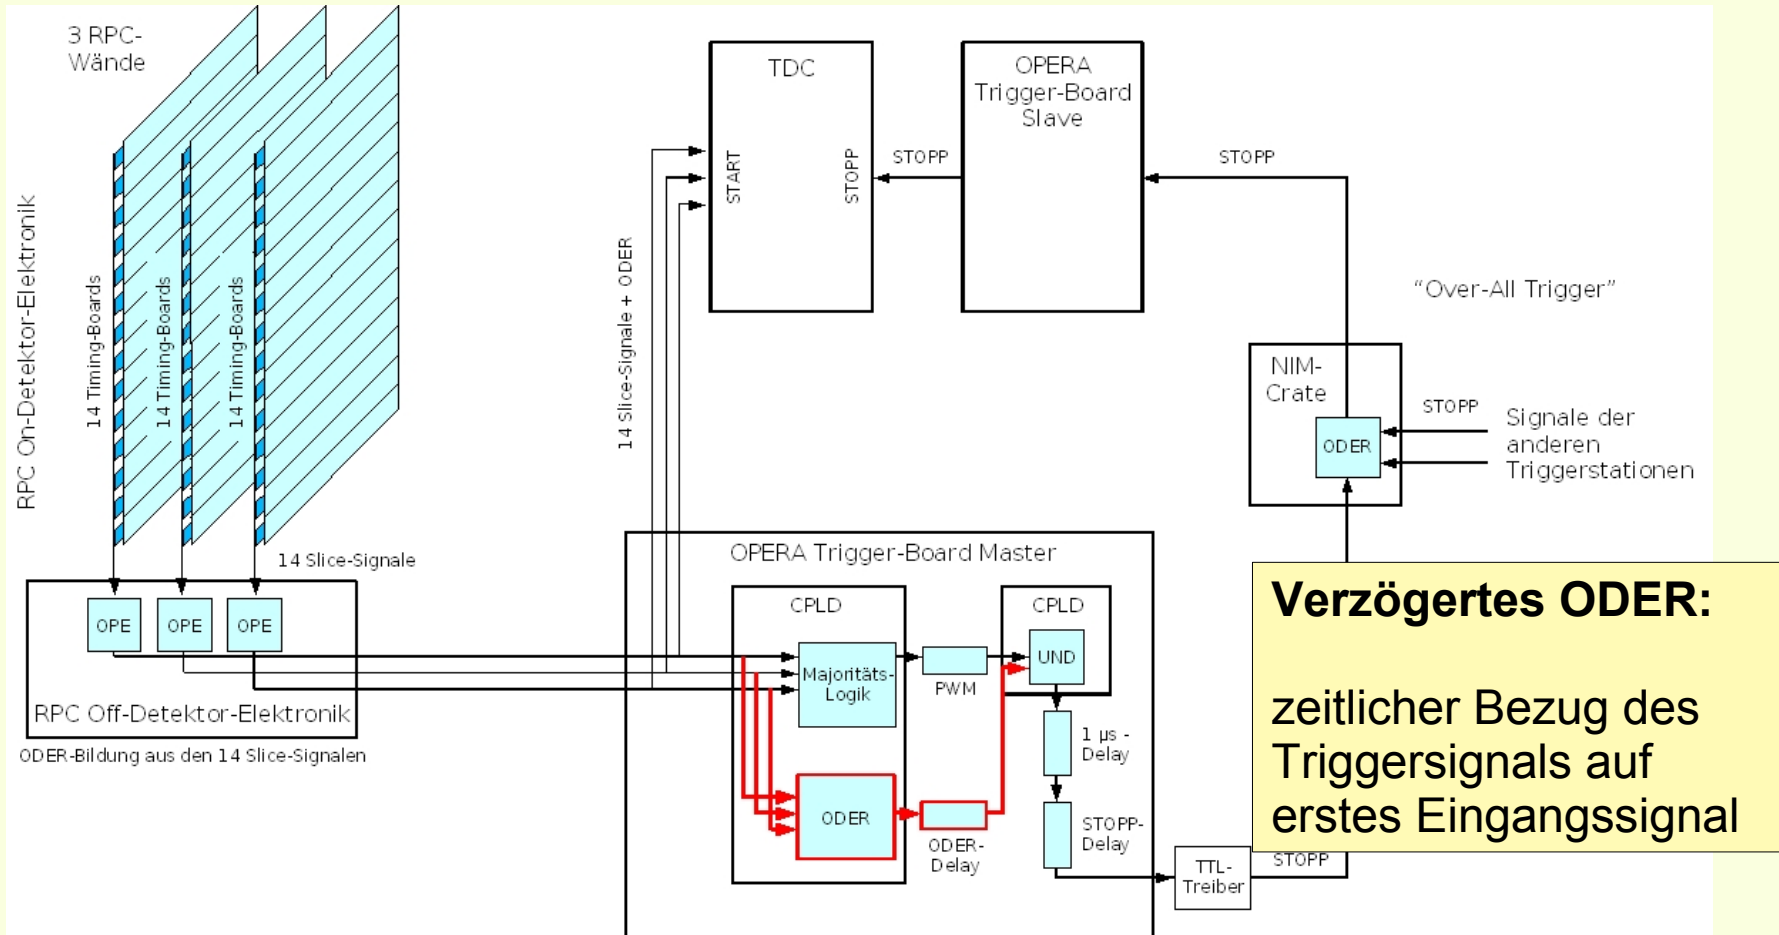 3 RPC-
Wände
RPC On-Detektor-Elektronik
14 Timing-Boards
14 Timing-Boards
14 Timing-Boards
14 Slice-Signale
OPE
OPE
OPE
RPC Off-Detektor-Elektronik
ODER-Bildung aus den 14 Slice-Signalen
14 Slice-Signale + ODER
TDC
START
STOPP
STOPP
OPERA
Trigger-Board
Slave
STOPP
"Over-All Trigger"
NIM-
Crate
ODER
STOPP
Signale der
anderen
Triggerstationen
OPERA Trigger-Board Master
CPLD
Majoritäts-
Logik
ODER
PWM
ODER-
Delay
CPLD
UND
1 µs -
Delay
STOPP-
Delay
TTL-
Treiber
STOPP
Verzögertes ODER:
zeitlicher Bezug des
Triggersignals auf
erstes Eingangssignal